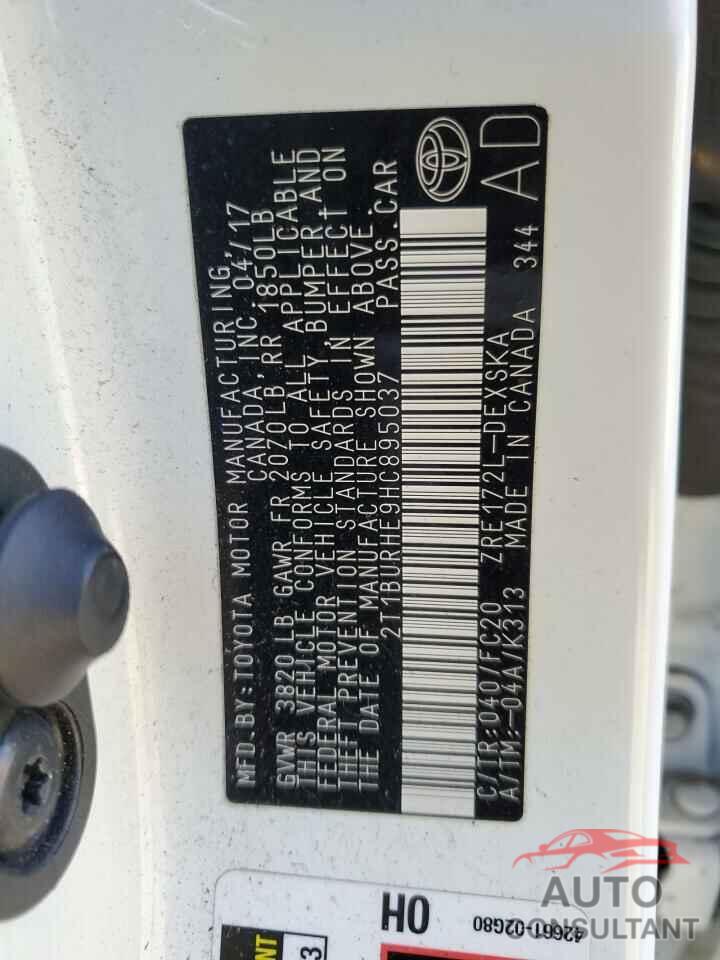 MFD.BY:TOYOTA MOTOR MANUFACTURING,
CANADA, INC. 04/17
GVWR 3820LB GAWR FR 2070LB, RR 1850LB
THIS VEHICLE CONFORMS TO ALL APPLICABLE
FEDERAL MOTOR VEHICLE SAFETY, BUMPER, AND
THEFT PREVENTION STANDARDS IN EFFECT ON
THE DATE OF MANUFACTURE SHOWN ABOVE.
2T1BURHE9HC895037 PASS.CAR
C/TR:040/FC20 ZRE172L-DEXSKA
A/TM:-04A/K313 MADE IN CANADA 344
AD
HO
42661-02G80
3
AUTO
CONSULTANT